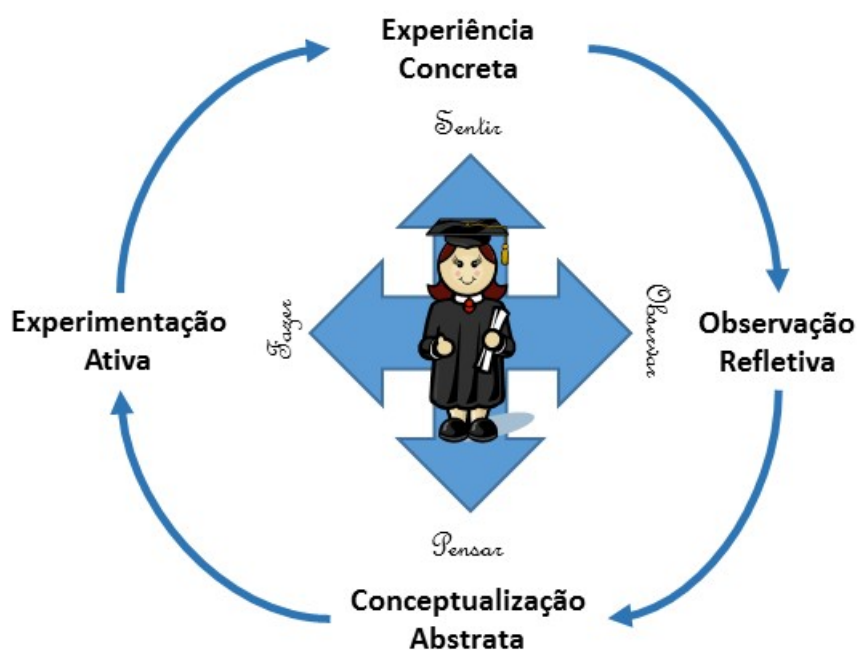 Experiência
Concreta
Sentir
Experimentação
Ativa
Fazer
Observar
Observação
Refletiva
Pensar
Conceptualização
Abstrata